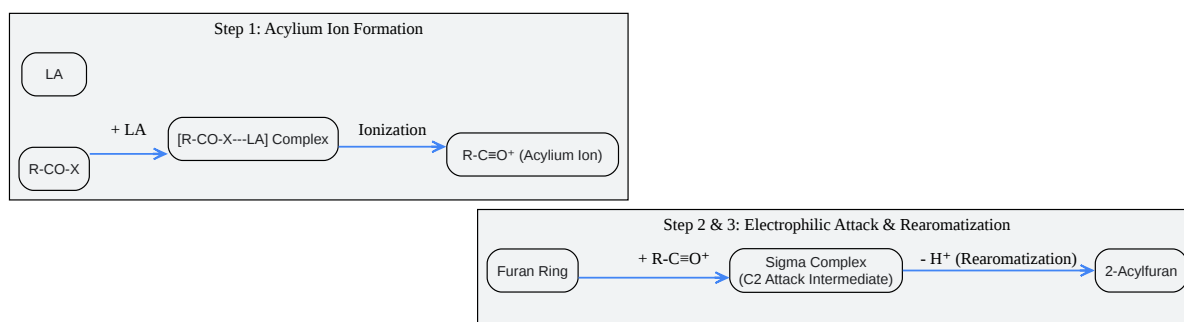 Step 1: Acylium Ion Formation
LA
+ LA
[R-CO-X---LA] Complex
Ionization
R-CO-X
R-C≡O⁺ (Acylium Ion)
Step 2 & 3: Electrophilic Attack & Rearomatization
Furan Ring
+ R-C≡O⁺
Sigma Complex
(C2 Attack Intermediate)
- H⁺ (Rearomatization)
2-Acylfuran